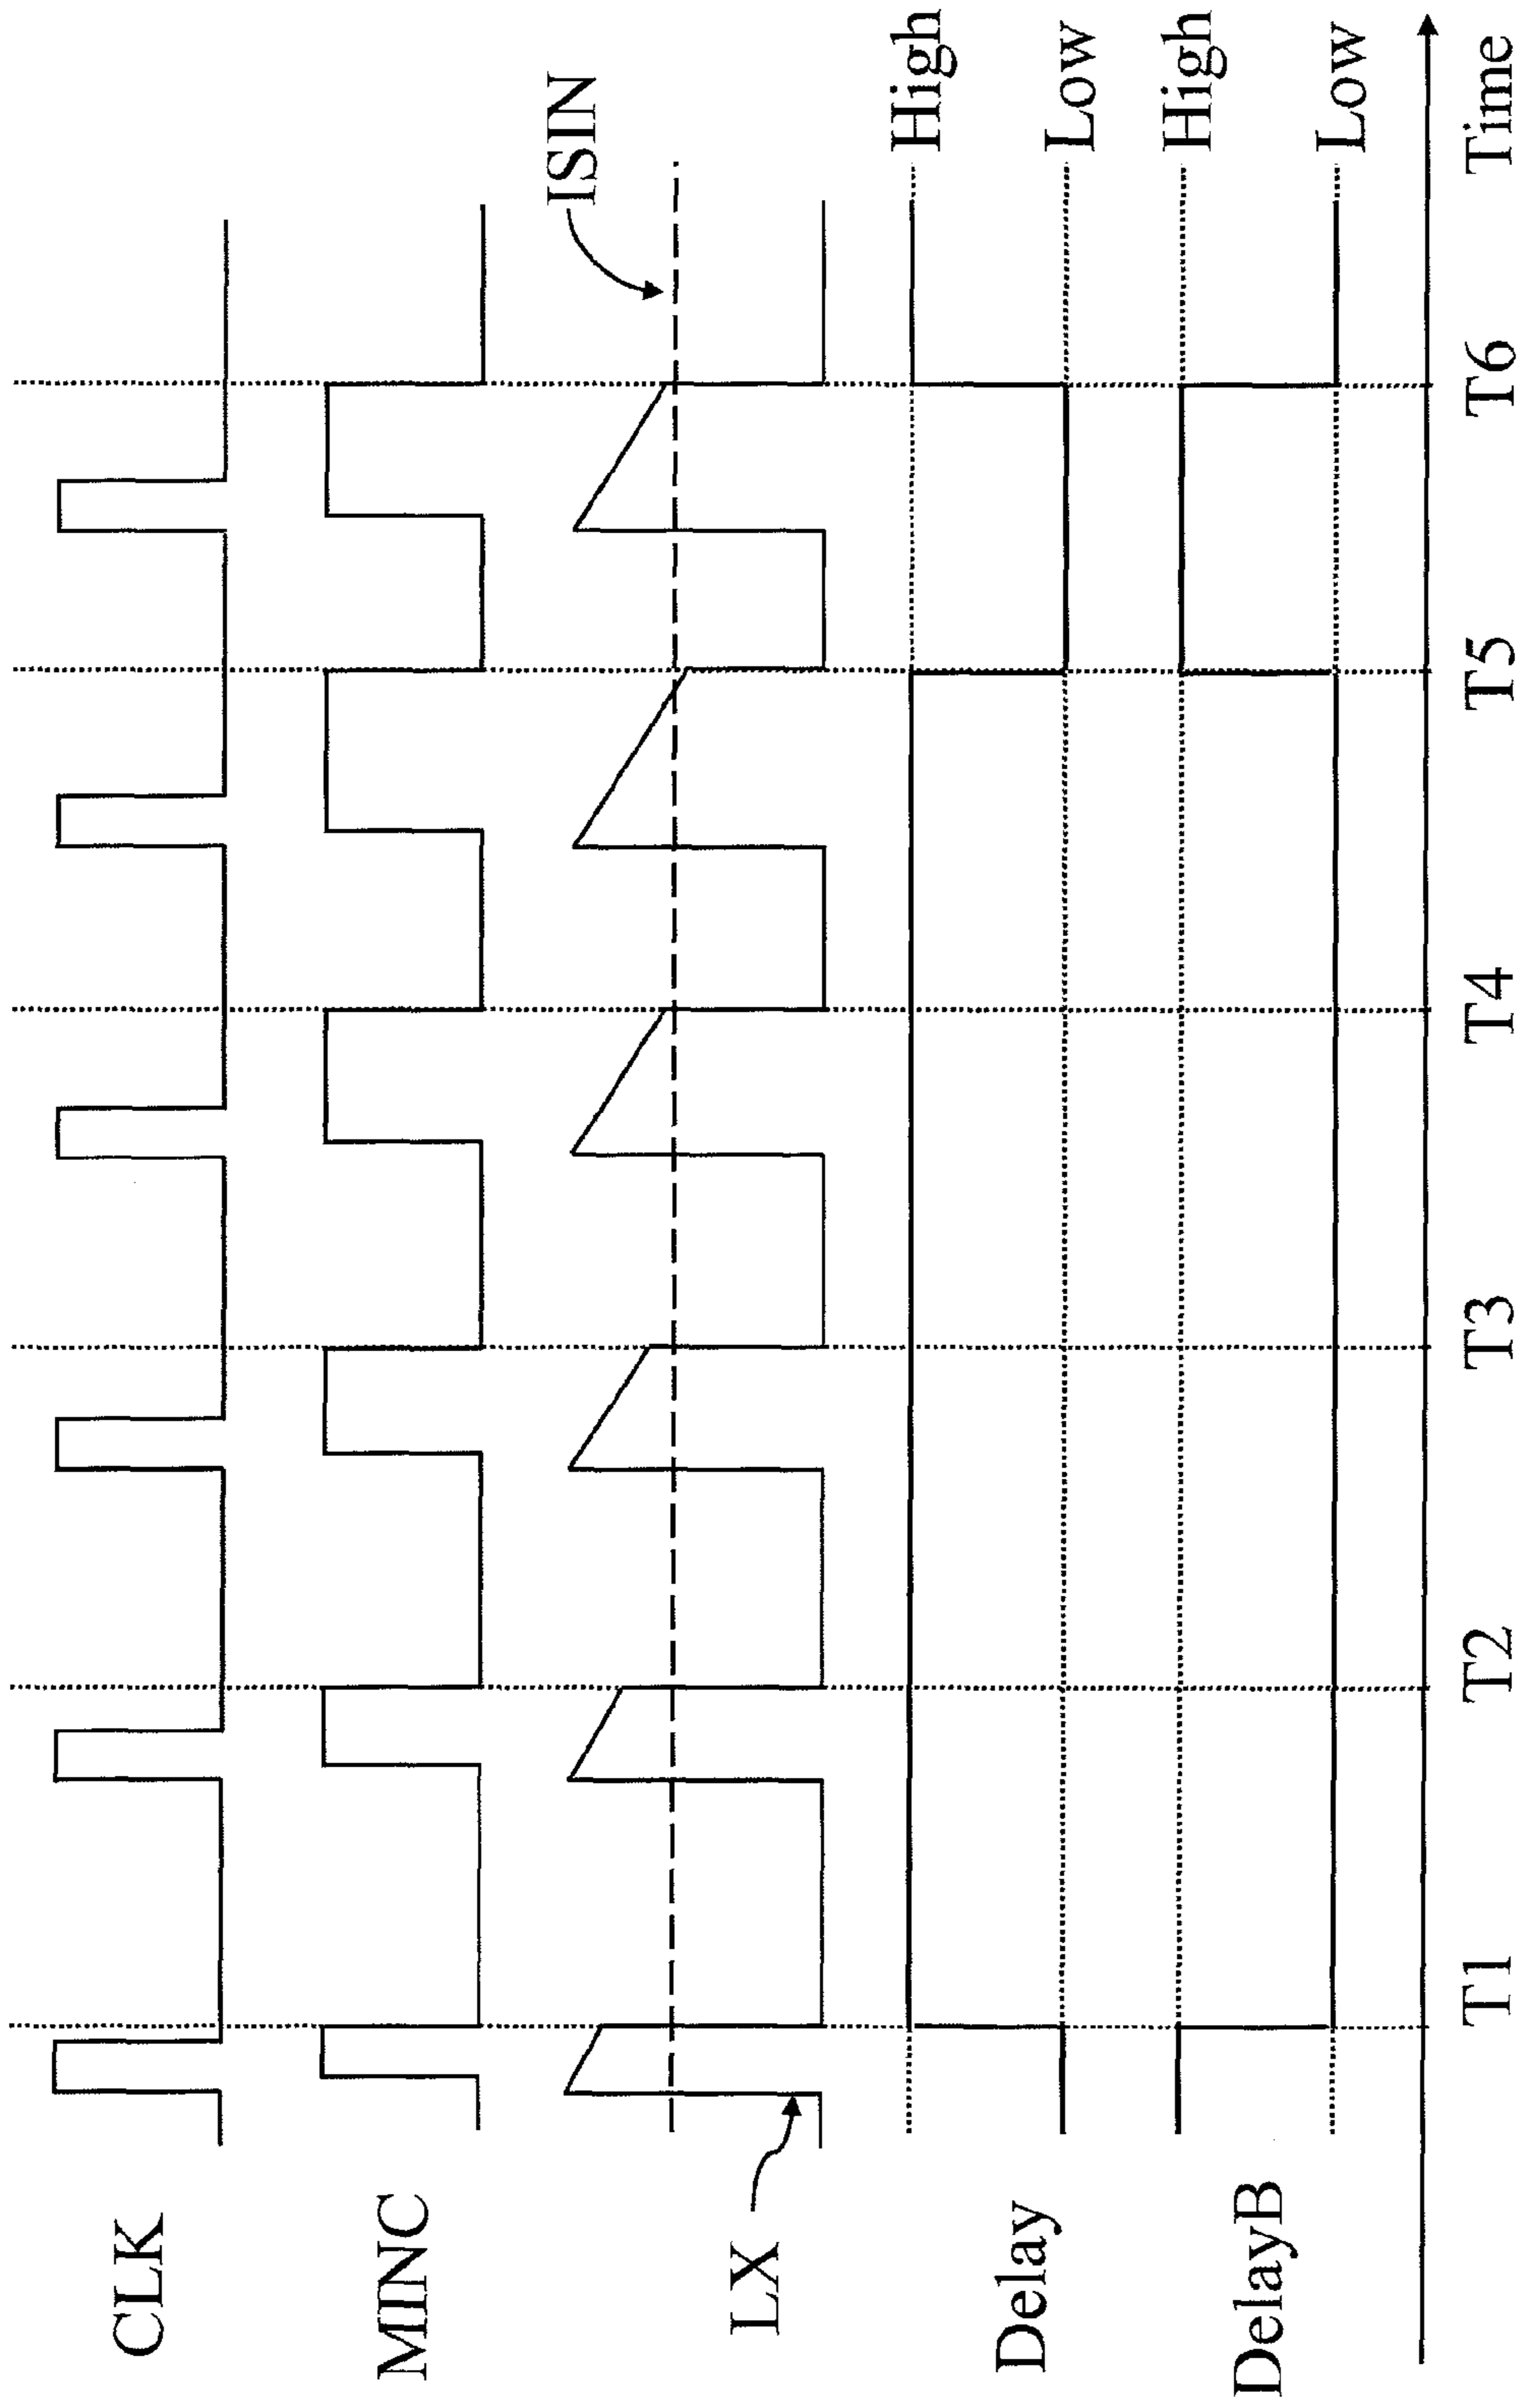 CLK
MINC
ISIN
LX
High
Delay
Low
High
DelayB
Low
T1 T2 T3 T4 T5 T6 Time